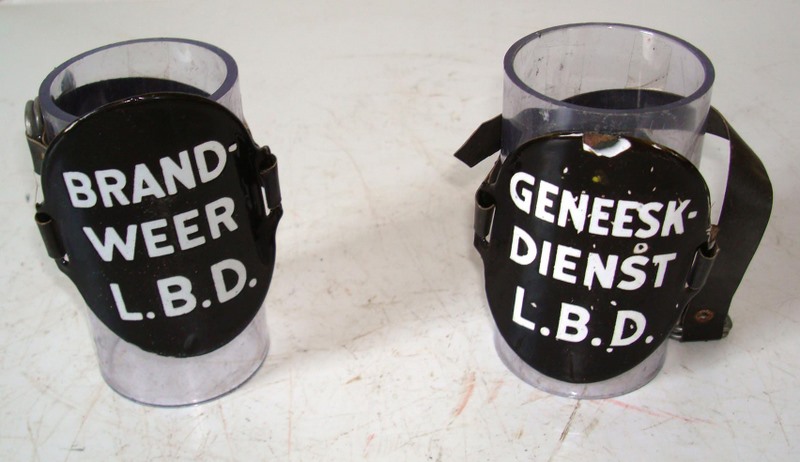 BRAND-
WEER
L.B.D.
GENEESK-
DIENST
L.B.D.